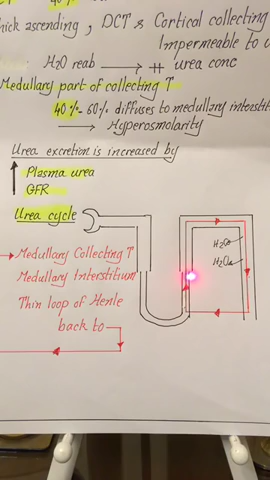 hick ascending, DCT & Cortical collecting
Impermeable to u
H2O reab → ++ urea conc
Medullary part of collecting T
40% - 60% diffuses to medullary interstiti
→ Hyperosmolarity
Urea excretion is increased by
↑ Plasma urea
GFR
Urea cycle
→ Medullary Collecting T
Medullary Interstitium
Thin loop of Henle
back to
H2O
H2O